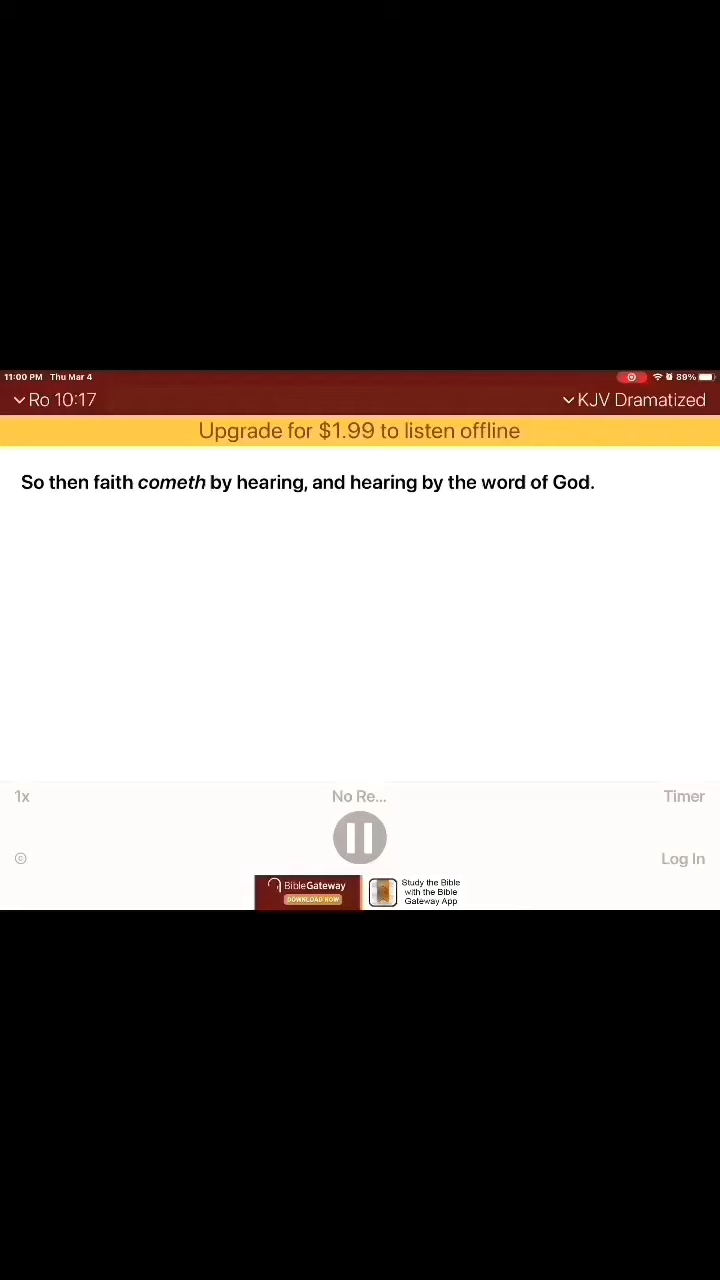 11:00 PM Thu Mar 4
89%
Ro 10:17
KJV Dramatized
Upgrade for $1.99 to listen offline
So then faith cometh by hearing, and hearing by the word of God.
1x
No Re...
Timer
©
Log In
BibleGateway
DOWNLOAD NOW
Study the Bible
with the Bible
Gateway App